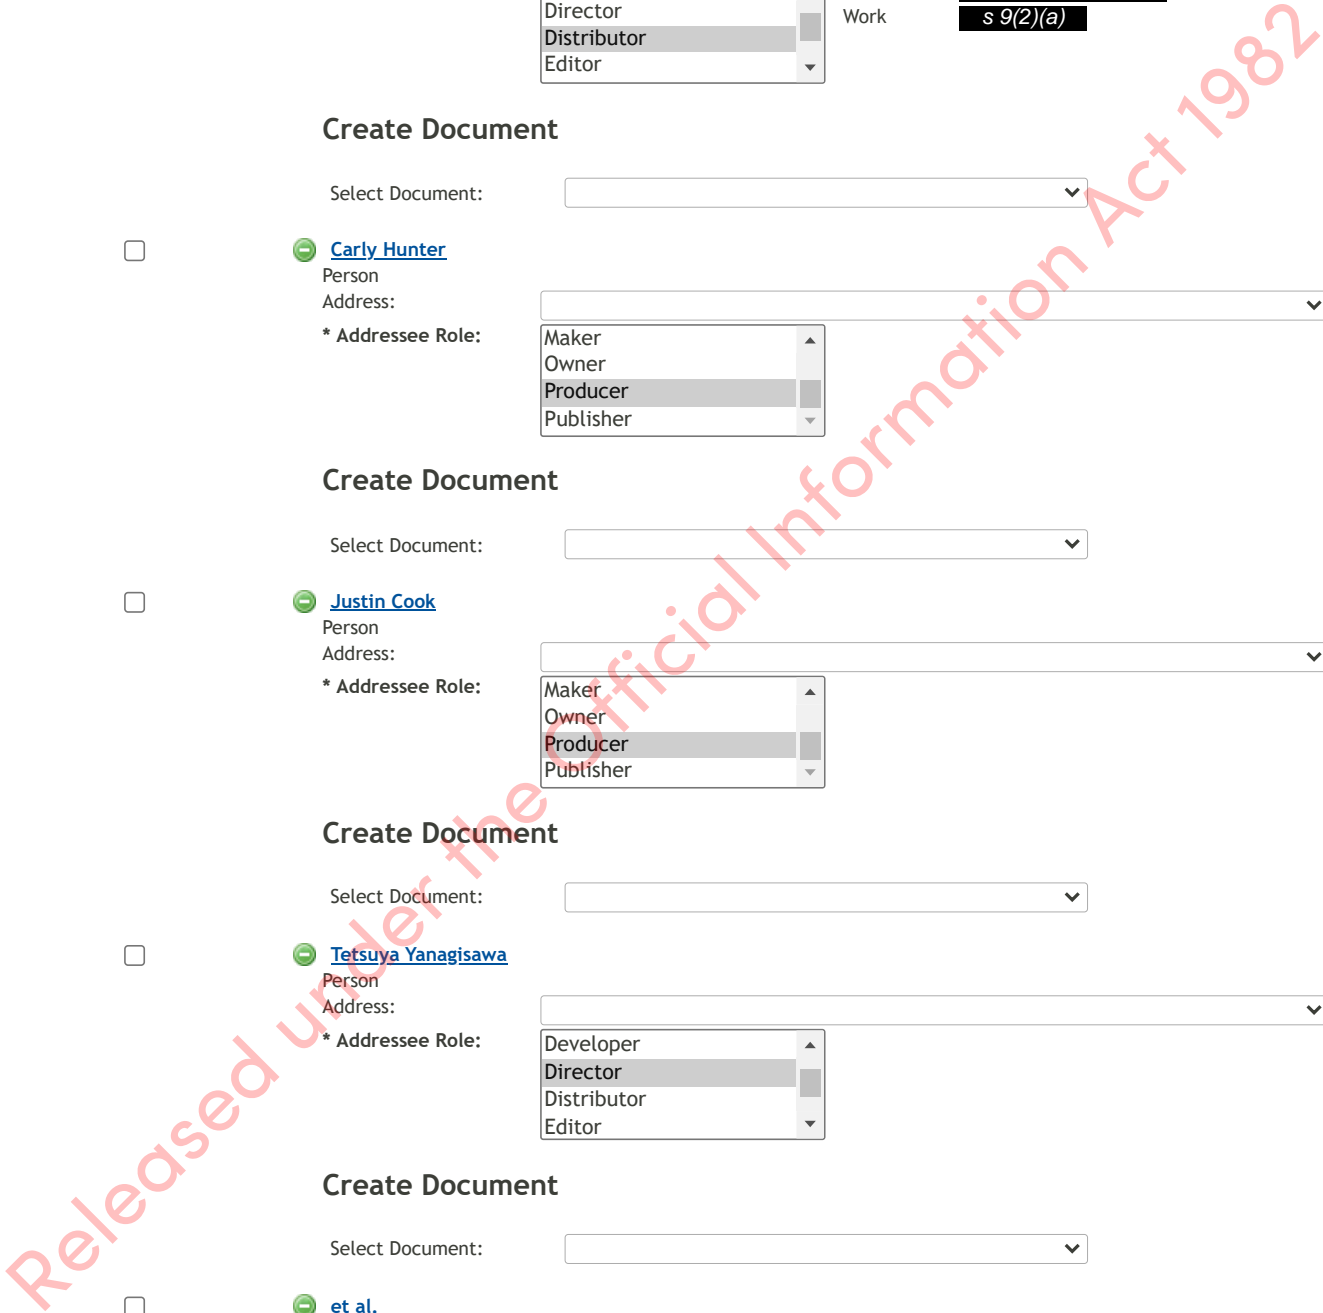 Director
Work
s 9(2)(a)
Distributor
Editor
Create Document
Select Document:
Carly Hunter
Person
Address:
* Addressee Role:
Maker
Owner
Producer
Publisher
Create Document
Select Document:
Justin Cook
Person
Address:
* Addressee Role:
Maker
Owner
Producer
Publisher
Create Document
Select Document:
Tetsuya Yanagisawa
Person
Address:
* Addressee Role:
Developer
Director
Distributor
Editor
Create Document
Select Document:
et al.
Released under the Official Information Act 1982